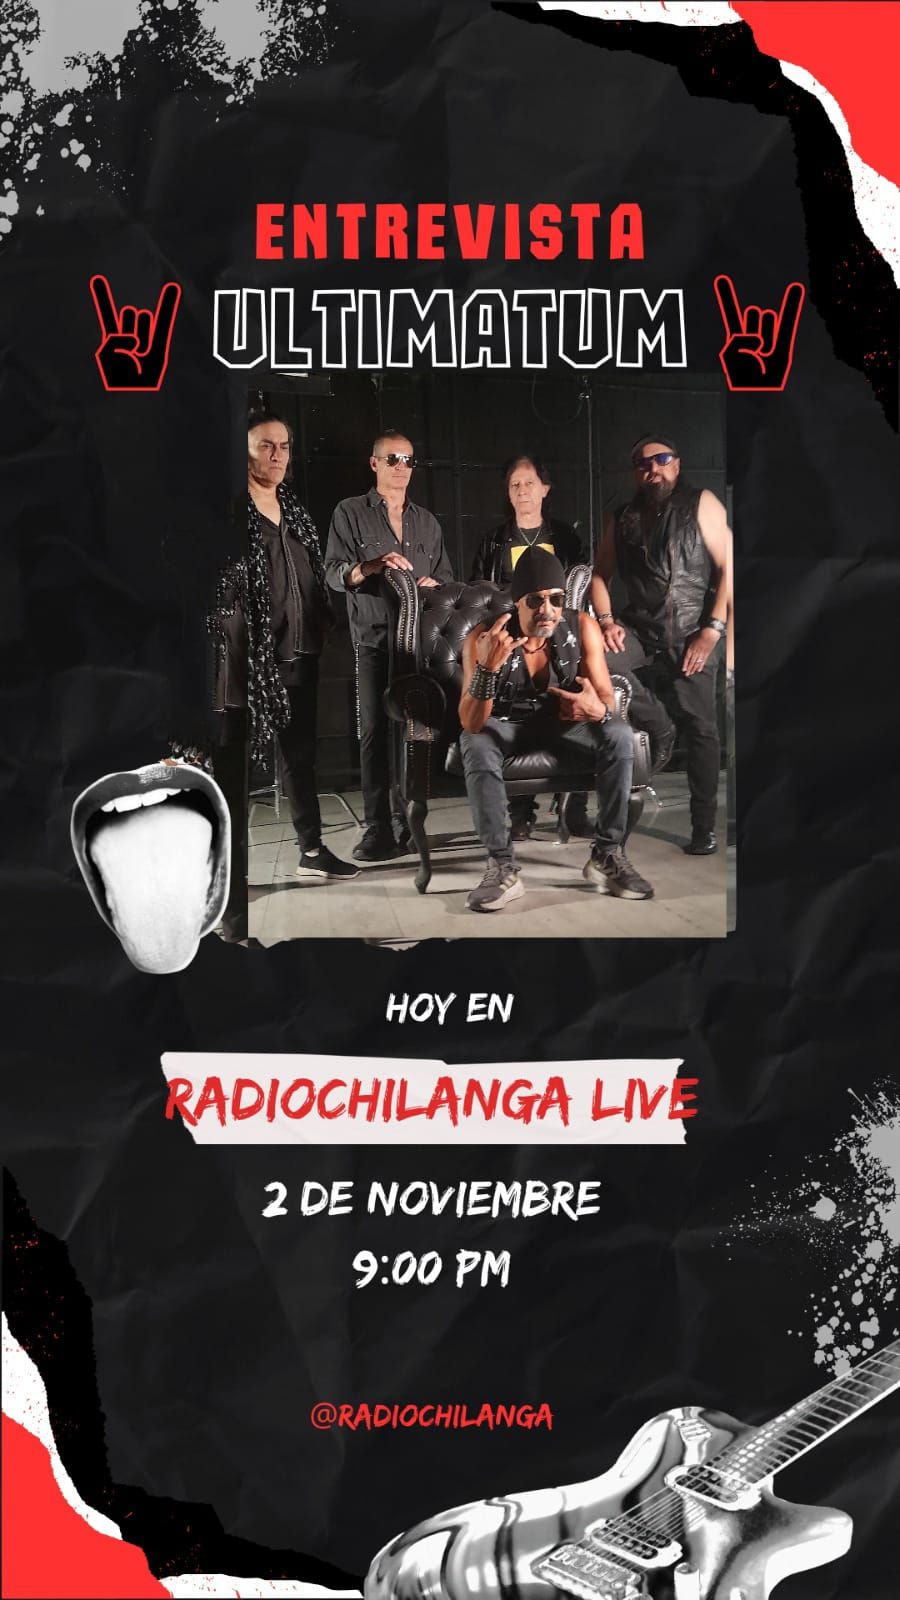 ENTREVISTA
ULTIMATUM
HOY EN
RADIOCHILANGA LIVE
2 DE NOVIEMBRE
9:00 PM
@RADIOCHILANGA